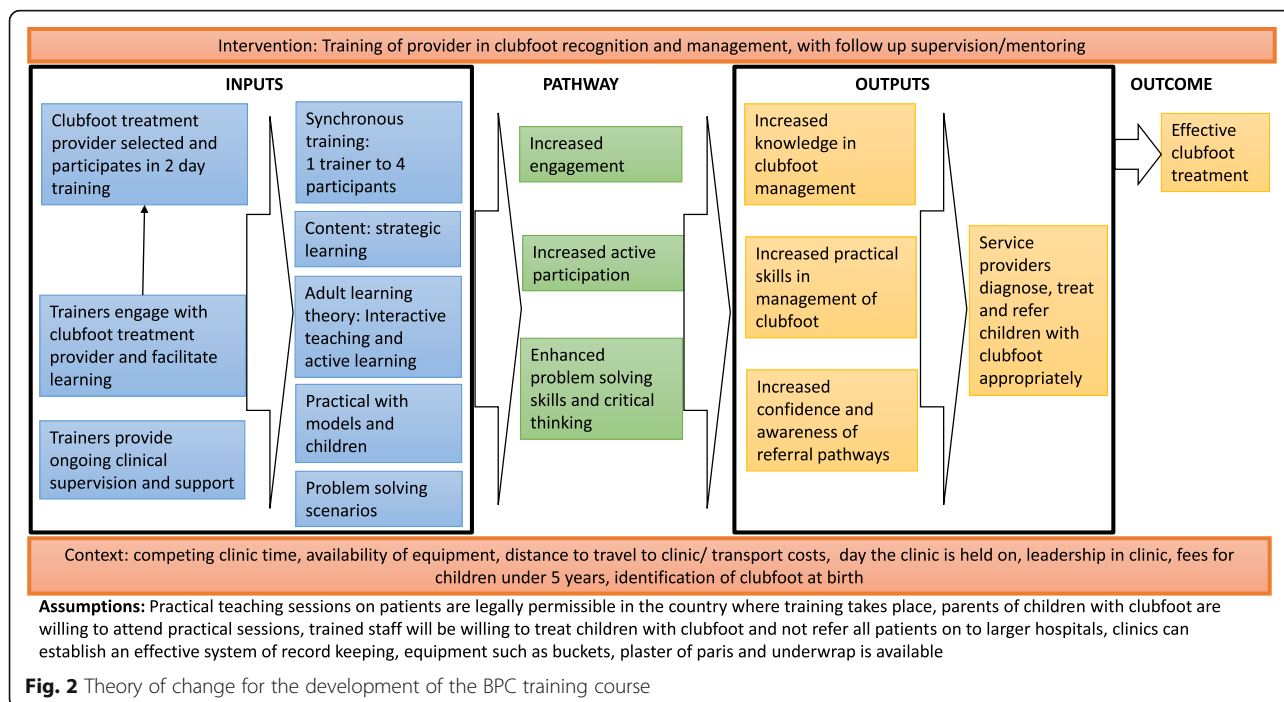 Intervention: Training of provider in clubfoot recognition and management, with follow up supervision/mentoring
INPUTS
Clubfoot treatment
provider selected and
participates in 2 day
training
Trainers engage with
clubfoot treatment
provider and facilitate
learning
Trainers provide
ongoing clinical
supervision and support
Synchronous
training:
1 trainer to 4
participants
Content: strategic
learning
Adult learning
theory: Interactive
teaching and
active learning
Practical with
models and
children
Problem solving
scenarios
PATHWAY
Increased
engagement
Increased active
participation
Enhanced
problem solving
skills and critical
thinking
OUTPUTS
Increased
knowledge in
clubfoot
management
Increased practical
skills in
management of
clubfoot
Increased
confidence and
awareness of
referral pathways
Service
providers
diagnose, treat
and refer
children with
clubfoot
appropriately
OUTCOME
Effective
clubfoot
treatment
Context: competing clinic time, availability of equipment, distance to travel to clinic/ transport costs, day the clinic is held on, leadership in clinic, fees for
children under 5 years, identification of clubfoot at birth
Assumptions: Practical teaching sessions on patients are legally permissible in the country where training takes place, parents of children with clubfoot are
willing to attend practical sessions, trained staff will be willing to treat children with clubfoot and not refer all patients on to larger hospitals, clinics can
establish an effective system of record keeping, equipment such as buckets, plaster of paris and underwrap is available
Fig. 2 Theory of change for the development of the BPC training course